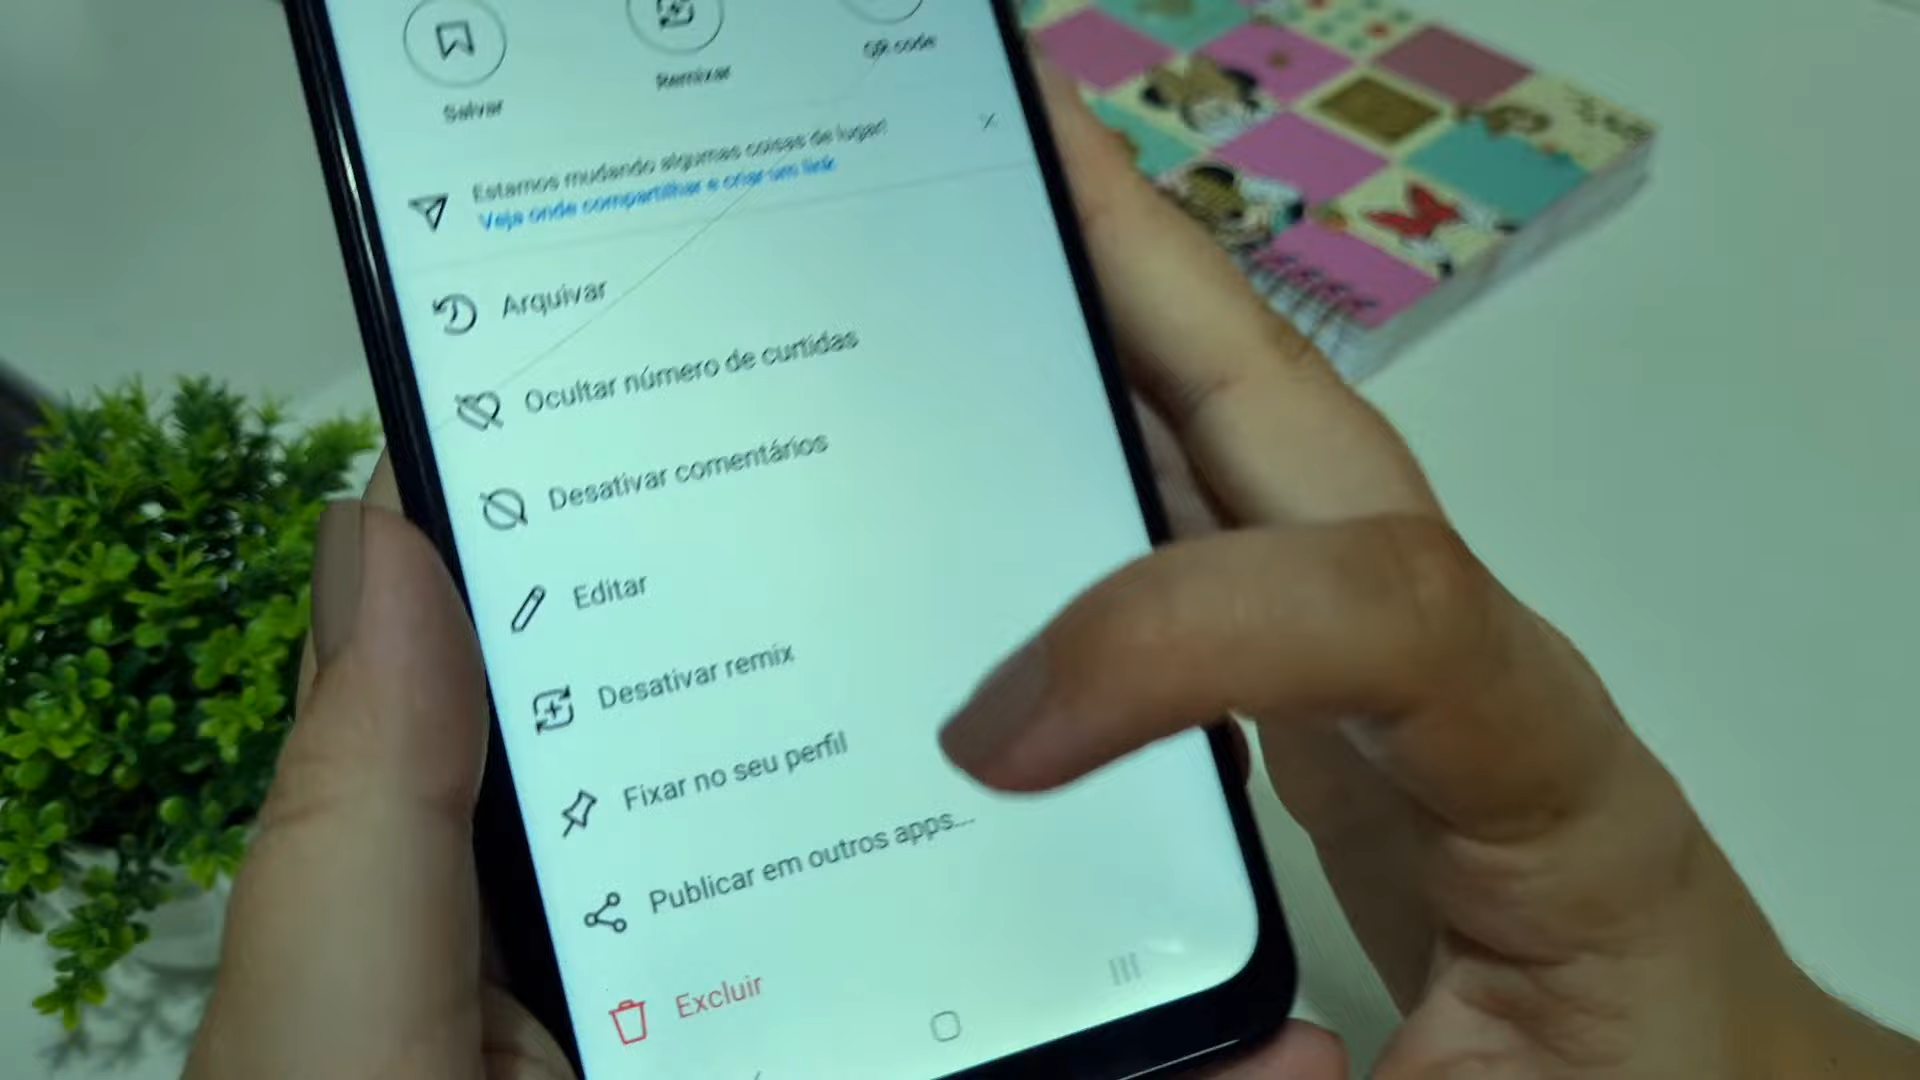 Salvar
Remixar
QR code
Estamos mudando algumas coisas de lugar!
Veja onde compartilhar e criar um link
Arquivar
Ocultar número de curtidas
Desativar comentários
Editar
Desativar remix
Fixar no seu perfil
Publicar em outros apps...
Excluir